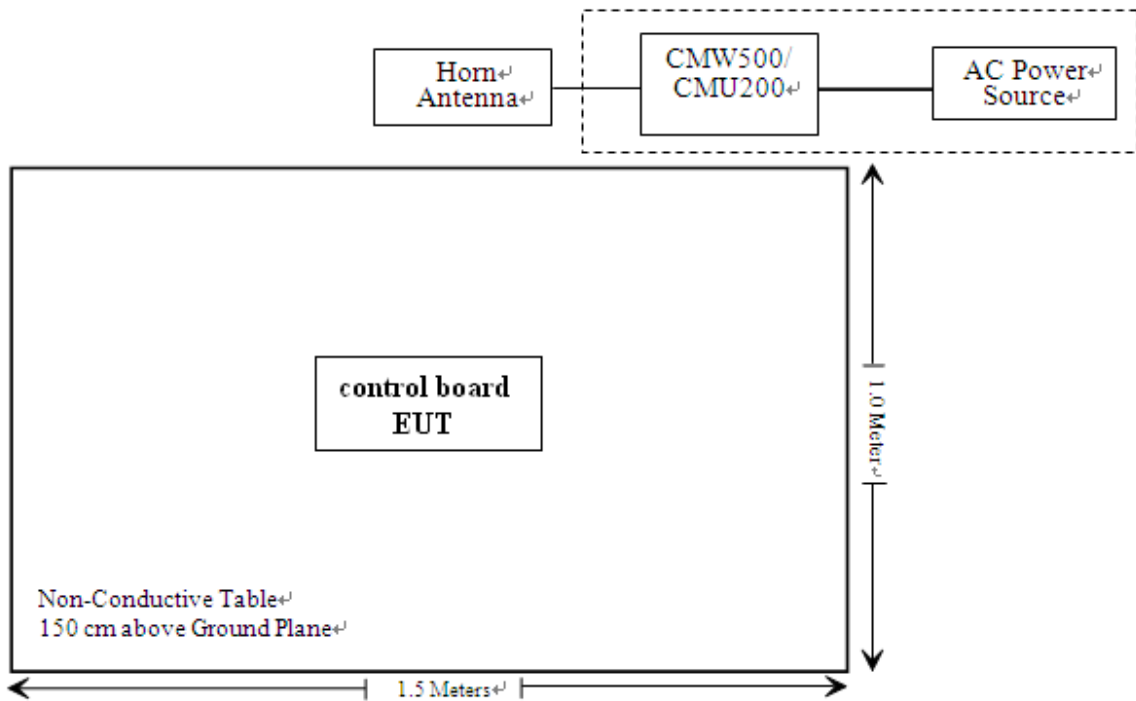 Horn↵
Antenna↵
CMW500/
CMU200↵
AC Power↵
Source↵
control board
EUT
1.0 Meter↵
Non-Conductive Table↵
150 cm above Ground Plane↵
1.5 Meters↵